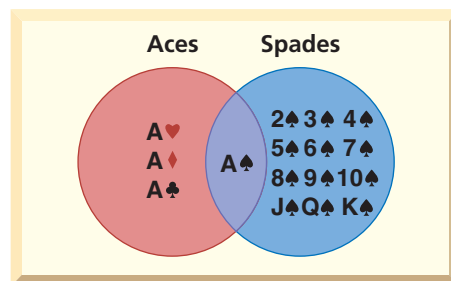 Aces Spades
A♥
A♦
A♣
A♠
2♠ 3♠ 4♠
5♠ 6♠ 7♠
8♠ 9♠ 10♠
J♠ Q♠ K♠